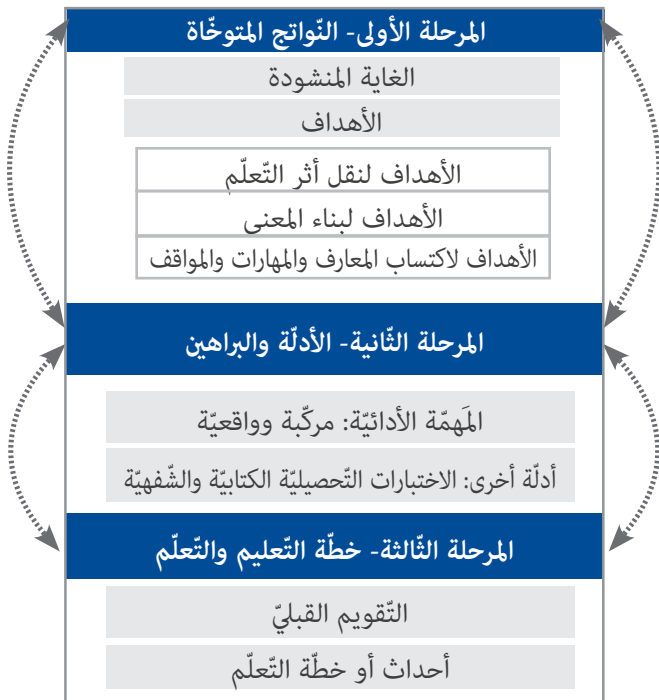 المرحلة الأولى- النّواتج المتوخّاة
الغاية المنشودة
الأهداف
الأهداف لنقل أثر التّعلّم
الأهداف لبناء المعنى
الأهداف لاكتساب المعارف والمهارات والمواقف
المرحلة الثّانية- الأدلّة والبراهين
المَهمّة الأدائيّة: مركّبة وواقعيّة
أدلّة أخرى: الاختبارات التّحصيليّة الكتابيّة والشّفهيّة
المرحلة الثّالثة- خطّة التّعليم والتّعلّم
التّقويم القبليّ
أحداث أو خطّة التّعلّم